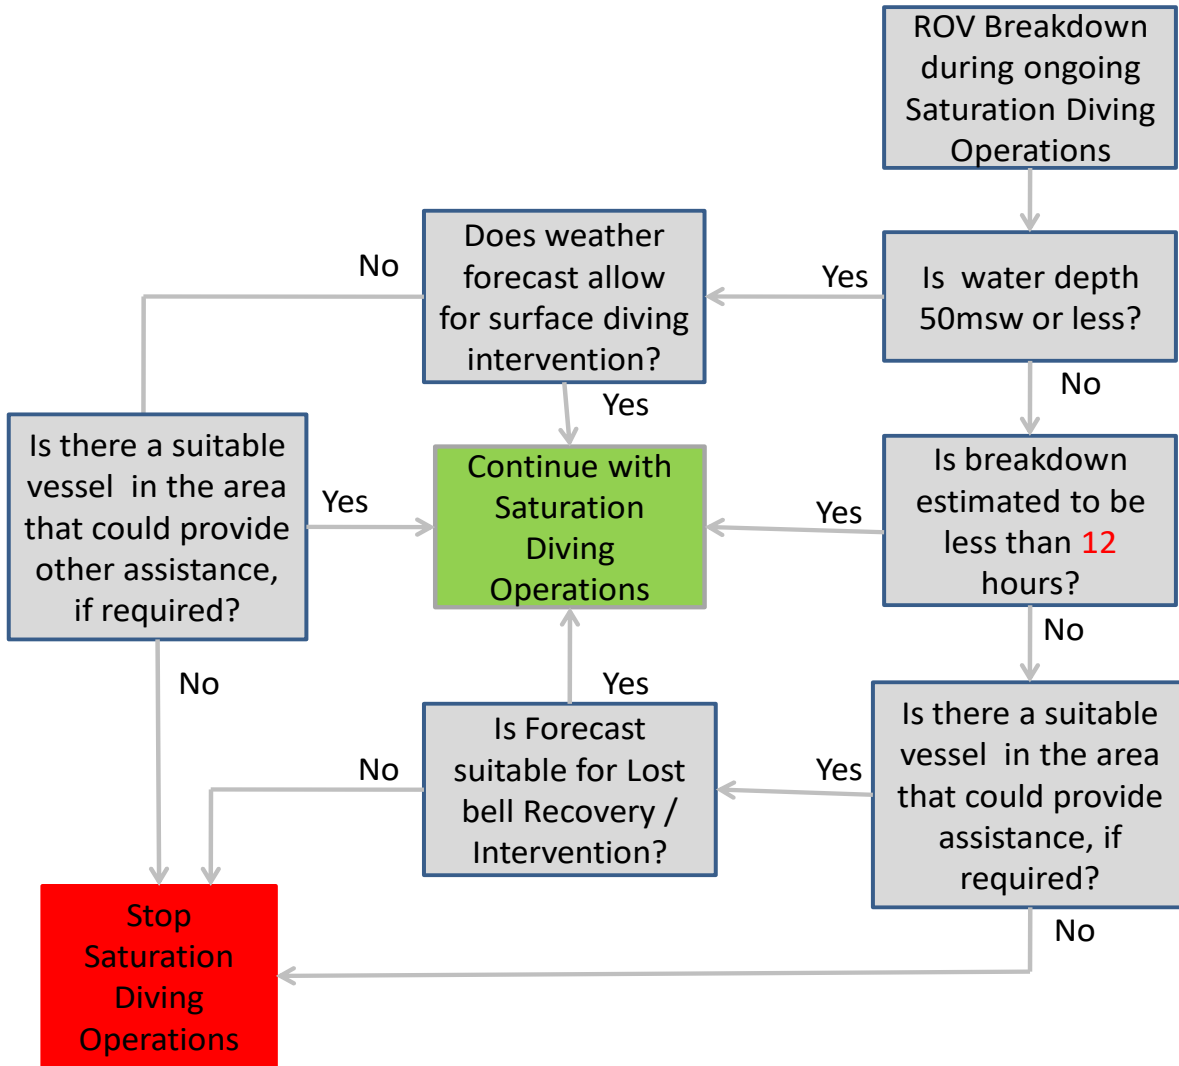 ROV Breakdown
during ongoing
Saturation Diving
Operations
Is water depth
50msw or less?
Yes
No
Does weather
forecast allow
for surface diving
intervention?
No
Yes
Is there a suitable
vessel in the area
that could provide
other assistance,
if required?
Yes
No
Continue with
Saturation
Diving
Operations
Is breakdown
estimated to be
less than 12
hours?
Yes
No
Is there a suitable
vessel in the area
that could provide
assistance, if
required?
Yes
No
Is Forecast
suitable for Lost
bell Recovery /
Intervention?
Yes
No
Stop
Saturation
Diving
Operations